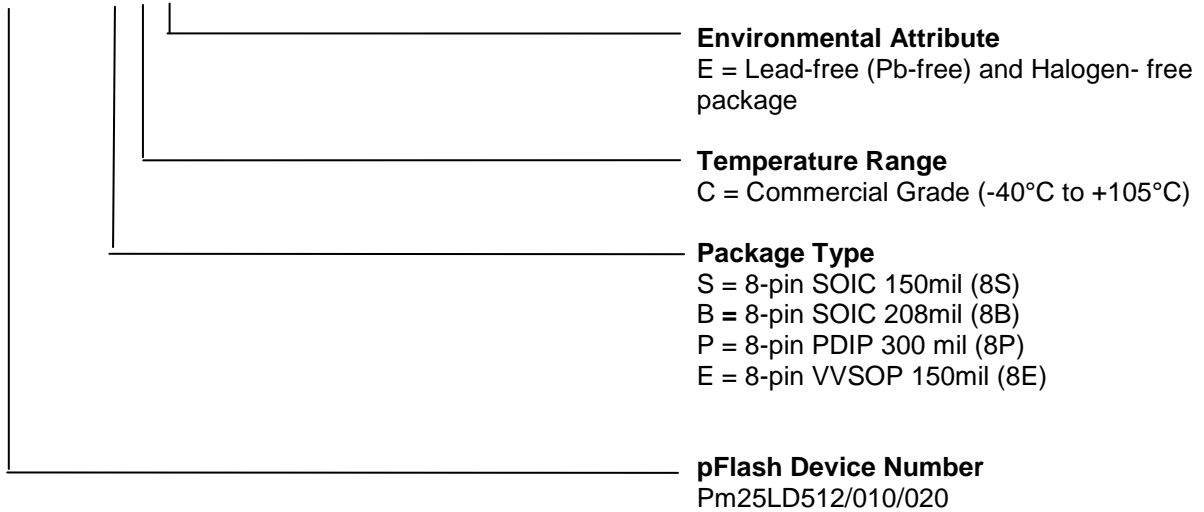 Environmental Attribute
E = Lead-free (Pb-free) and Halogen- free
package
Temperature Range
C = Commercial Grade (-40°C to +105°C)
Package Type
S = 8-pin SOIC 150mil (8S)
B = 8-pin SOIC 208mil (8B)
P = 8-pin PDIP 300 mil (8P)
E = 8-pin VVSOP 150mil (8E)
pFlash Device Number
Pm25LD512/010/020